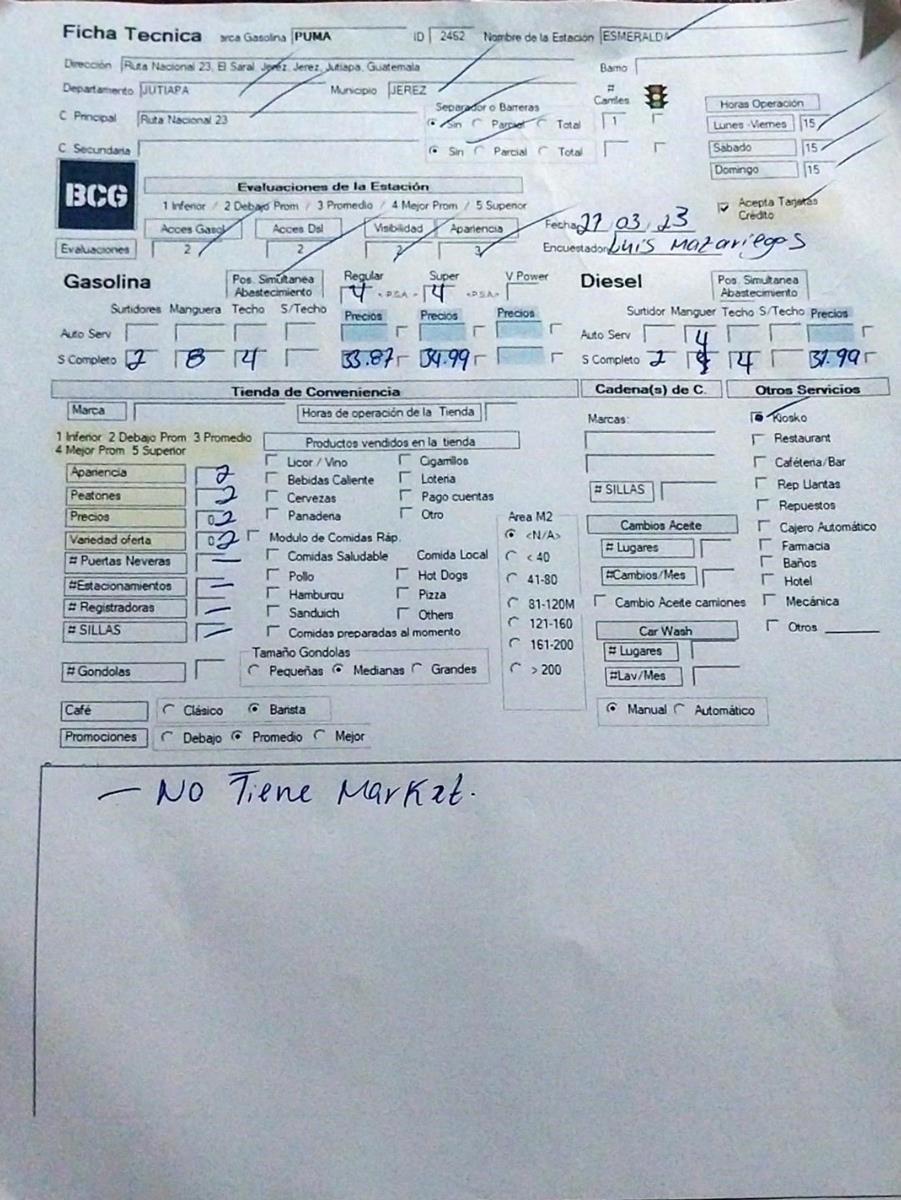 Ficha Tecnica arca Gasolina PUMA ID 2462 Nombre de la Estación ESMERALDA
Dirección Ruta Nacional 23, El Saral, Jerez, Jerez, Jutiapa, Guatemala Barrio
Departamento JUTIAPA Municipio JEREZ # Carriles
C Principal Ruta Nacional 23 Separador o Barreras Sin Parcial Total 1
C Secundaria Sin Parcial Total
Horas Operación
Lunes -Viernes 15
Sabado 15
Domingo 15
BCG
Evaluaciones de la Estación
1 Inferior / 2 Debajo Prom / 3 Promedio / 4 Mejor Prom / 5 Superior
Acces Gasol Acces Dsl Visibilidad Apariencia
Evaluaciones 2 2 2 3
Acepta Tarjetas Crédito
Fecha 27 03, 23
Encuestador Luis Mazariegos
Gasolina Pos. Simultanea Abastecimiento Regular 4 <P.S.A.> Super 4 <P.S.A.> V Power
Surtidores Manguera Techo S/Techo Precios Precios Precios
Auto Serv
S Completo 2 8 4 33.87 34.99
Diesel Pos. Simultanea Abastecimiento
Surtidor Manguer Techo S/Techo Precios
Auto Serv
S Completo 2 4 4 31.99
Tienda de Conveniencia
Marca Horas de operación de la Tienda
1 Inferior 2 Debajo Prom 3 Promedio
4 Mejor Prom 5 Superior
Apariencia 2
Peatones 2
Precios 0 2
Variedad oferta 0 2
# Puertas Neveras —
#Estacionamientos —
# Registradoras —
# SILLAS —
# Gondolas
Productos vendidos en la tienda
Licor / Vino Cigarrillos
Bebidas Caliente Loteria
Cervezas Pago cuentas
Panaderia Otro
Modulo de Comidas Ráp.
Comidas Saludable Comida Local
Pollo Hot Dogs
Hamburqu Pizza
Sanduich Others
Comidas preparadas al momento
Tamaño Gondolas
Pequeñas Medianas Grandes
Area M2
<N/A>
< 40
41-80
81-120M
121-160
161-200
> 200
Café Clásico Barista
Promociones Debajo Promedio Mejor
Cadena(s) de C.
Marcas:
# SILLAS
Cambios Aceite
# Lugares
#Cambios/Mes
Cambio Aceite camiones
Car Wash
# Lugares
#Lav/Mes
Manual Automático
Otros Servicios
Kiosko
Restaurant
Caféteria/Bar
Rep Llantas
Repuestos
Cajero Automático
Farmacia
Baños
Hotel
Mecánica
Otros
— No Tiene Market.